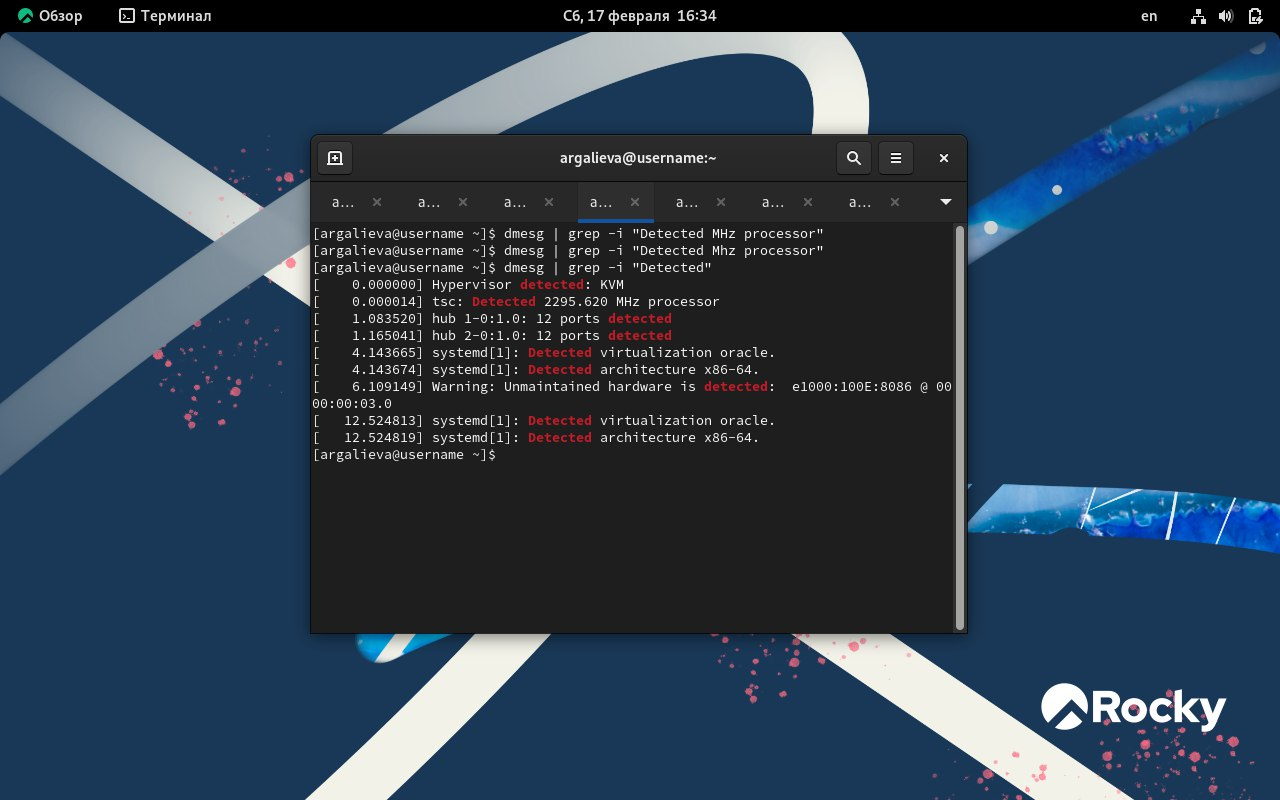 Обзор Терминал Сб, 17 февраля 16:34 en
argalieva@username:~
a... a... a... a... a... a... a...
[argalieva@username ~]$ dmesg | grep -i "Detected MHz processor"
[argalieva@username ~]$ dmesg | grep -i "Detected Mhz processor"
[argalieva@username ~]$ dmesg | grep -i "Detected"
[    0.000000] Hypervisor detected: KVM
[    0.000014] tsc: Detected 2295.620 MHz processor
[    1.083520] hub 1-0:1.0: 12 ports detected
[    1.165041] hub 2-0:1.0: 12 ports detected
[    4.143665] systemd[1]: Detected virtualization oracle.
[    4.143674] systemd[1]: Detected architecture x86-64.
[    6.109149] Warning: Unmaintained hardware is detected:  e1000:100E:8086 @ 00
00:00:03.0
[   12.524813] systemd[1]: Detected virtualization oracle.
[   12.524819] systemd[1]: Detected architecture x86-64.
[argalieva@username ~]$
Rocky